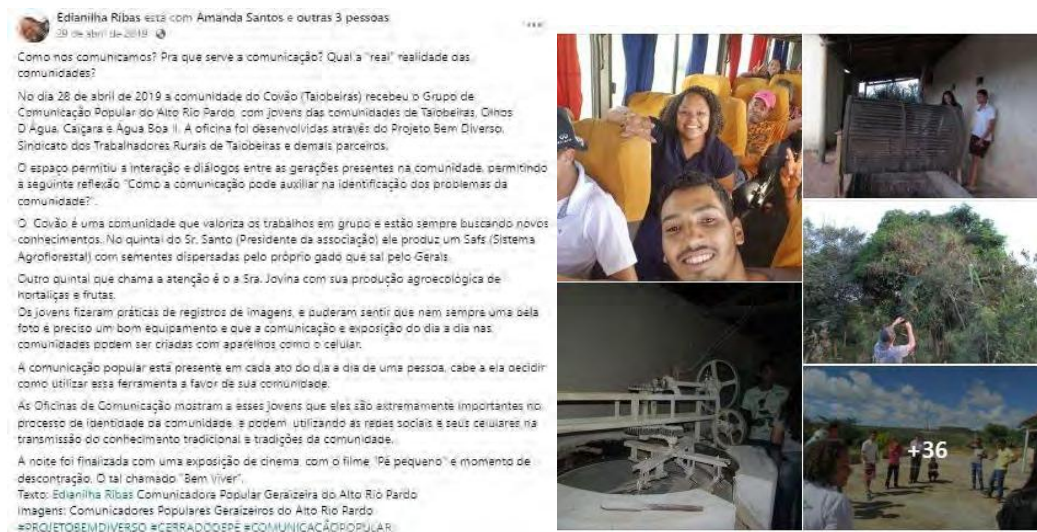 Edianilha Ribas está com Amanda Santos e outras 3 pessoas
29 de abril de 2019
Como nos comunicamos? Pra que serve a comunicação? Qual a "real" realidade das
comunidades?
No dia 28 de abril de 2019 a comunidade do Covão (Taiobeiras) recebeu o Grupo de
Comunicação Popular do Alto Rio Pardo, com jovens das comunidades de Taiobeiras, Olhos
D'Água, Caiçara e Água Boa II. A oficina foi desenvolvidas através do Projeto Bem Diverso,
Sindicato dos Trabalhadores Rurais de Taiobeiras e demais parceiros.
O espaço permitiu a interação e diálogos entre as gerações presentes na comunidade, permitindo
a seguinte reflexão "Como a comunicação pode auxiliar na identificação dos problemas da
comunidade?".
O Covão é uma comunidade que valoriza os trabalhos em grupo e estão sempre buscando novos
conhecimentos. No quintal do Sr. Santo (Presidente da associação) ele produz um Safs (Sistema
Agroflorestal) com sementes dispersadas pelo próprio gado que sai pelo Gerais.
Outro quintal que chama a atenção é o a Sra. Jovina com sua produção agroecológica de
hortaliças e frutas.
Os jovens fizeram práticas de registros de imagens, e puderam sentir que nem sempre uma bela
foto é preciso um bom equipamento e que a comunicação e exposição do dia a dia nas
comunidades podem ser criadas com aparelhos como o celular.
A comunicação popular está presente em cada ato do dia a dia de uma pessoa, cabe a ela decidir
como utilizar essa ferramenta a favor de sua comunidade.
As Oficinas de Comunicação mostram a esses jovens que eles são extremamente importantes no
processo de identidade da comunidade, e podem utilizando as redes sociais e seus celulares na
transmissão do conhecimento tradicional e tradições da comunidade.
A noite foi finalizada com uma exposição de cinema, com o filme "Pé pequeno" e momento de
descontração. O tal chamado "Bem Viver".
Texto: Edianilha Ribas Comunicadora Popular Geraizeira do Alto Rio Pardo
Imagens: Comunicadores Populares Geraizeiros do Alto Rio Pardo
#PROJETOBEMDIVERSO #CERRADODEPÉ #COMUNICAÇÃOPOPULAR
+36